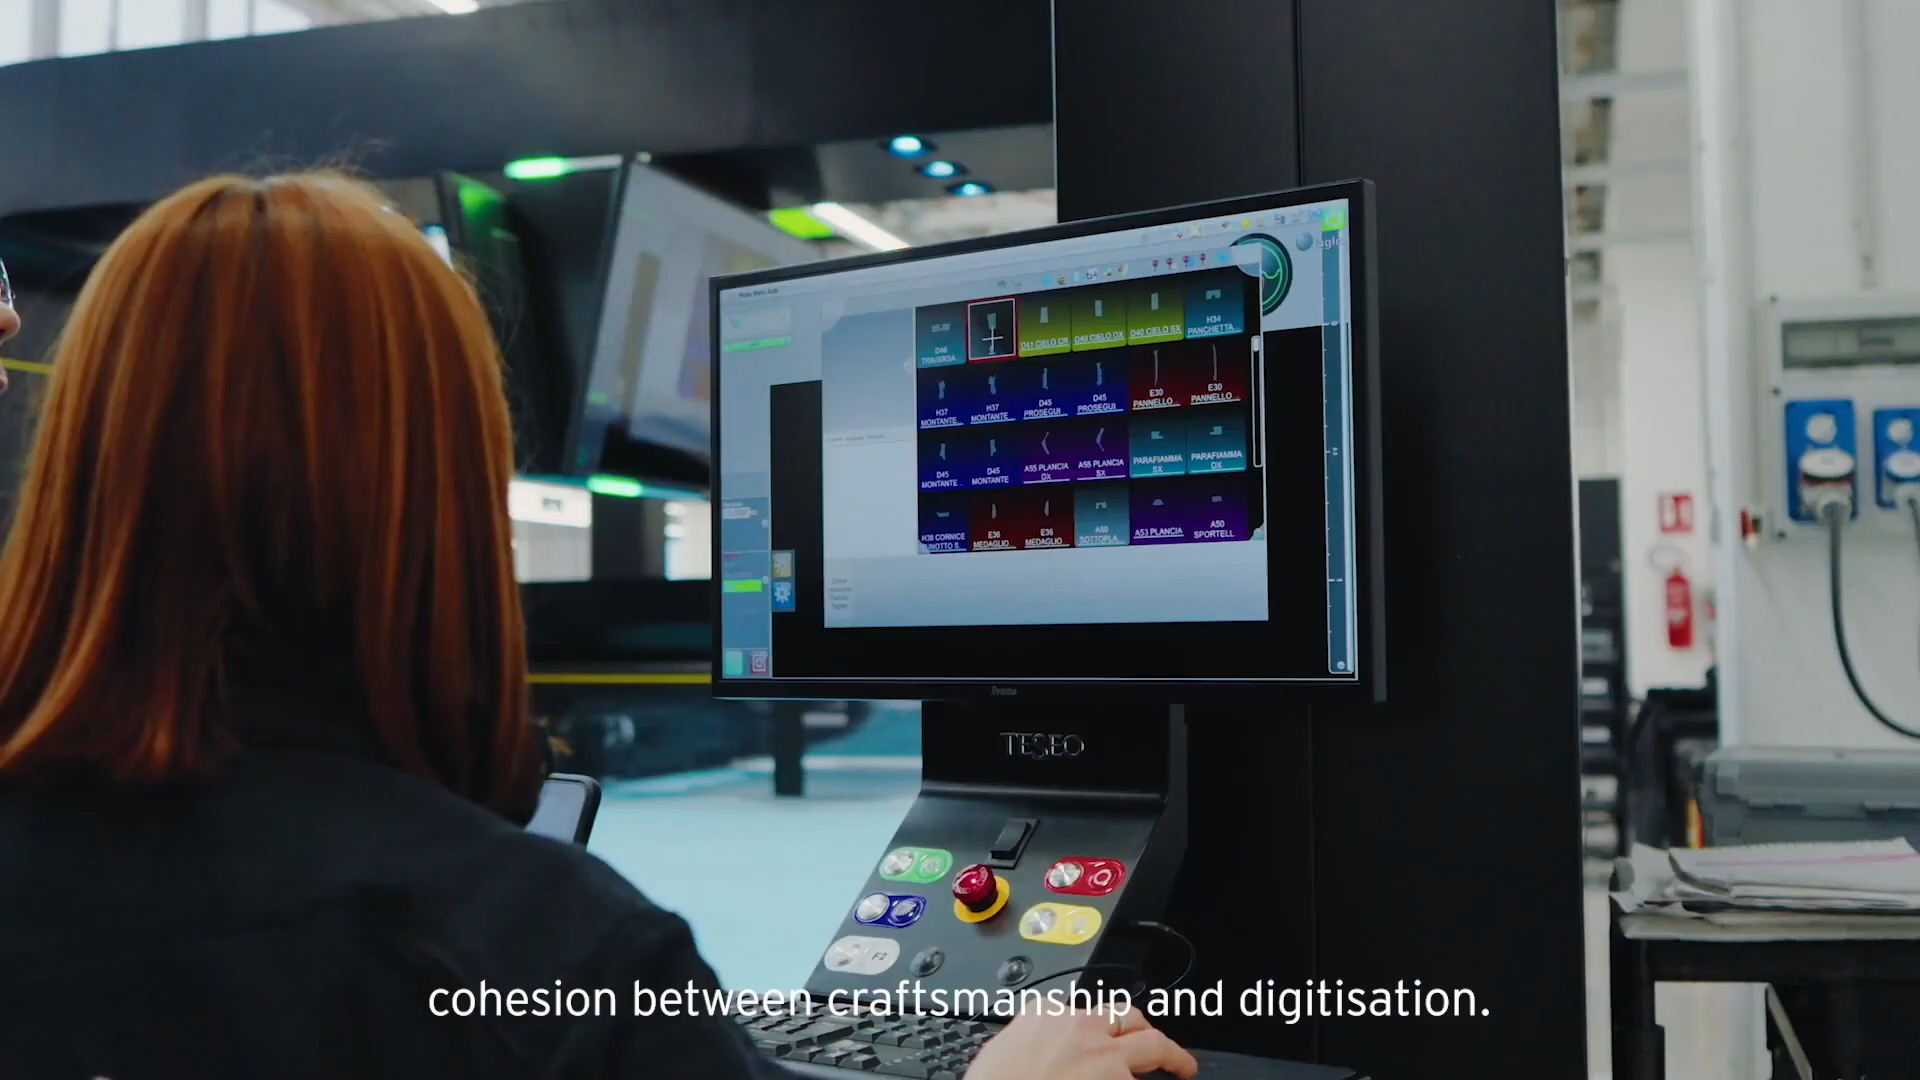 D46
TRAVERSA...
D41 CIELO CR
D40 CIELO DX
D40 CIELO SX
H34
PANCHETTA...
H37
MONTANTE...
H37
MONTANTE
D45
PROSEGUI
D45
PROSEGUI
E30
PANNELLO...
E30
PANNELLO...
D45
MONTANTE...
D45
MONTANTE
A55 PLANCIA
DX
A55 PLANCIA
SX
PARAFIAMMA
SX
PARAFIAMMA
DX
H38 CORNICE
E36
MEDAGLIO...
E36
MEDAGLIO...
A50
SOTTOPLA...
A53 PLANCIA
A50
SPORTELL
iiyama
TESEO
F2
cohesion between craftsmanship and digitisation.